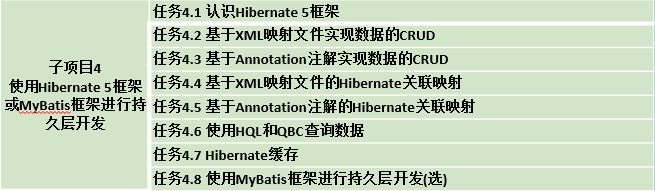 子项目4
使用Hibernate 5框架
或MyBatis框架进行持
久层开发
任务4.1 认识Hibernate 5框架
任务4.2 基于XML映射文件实现数据的CRUD
任务4.3 基于Annotation注解实现数据的CRUD
任务4.4 基于XML映射文件的Hibernate关联映射
任务4.5 基于Annotation注解的Hibernate关联映射
任务4.6 使用HQL和QBC查询数据
任务4.7 Hibernate缓存
任务4.8 使用MyBatis框架进行持久层开发(选)